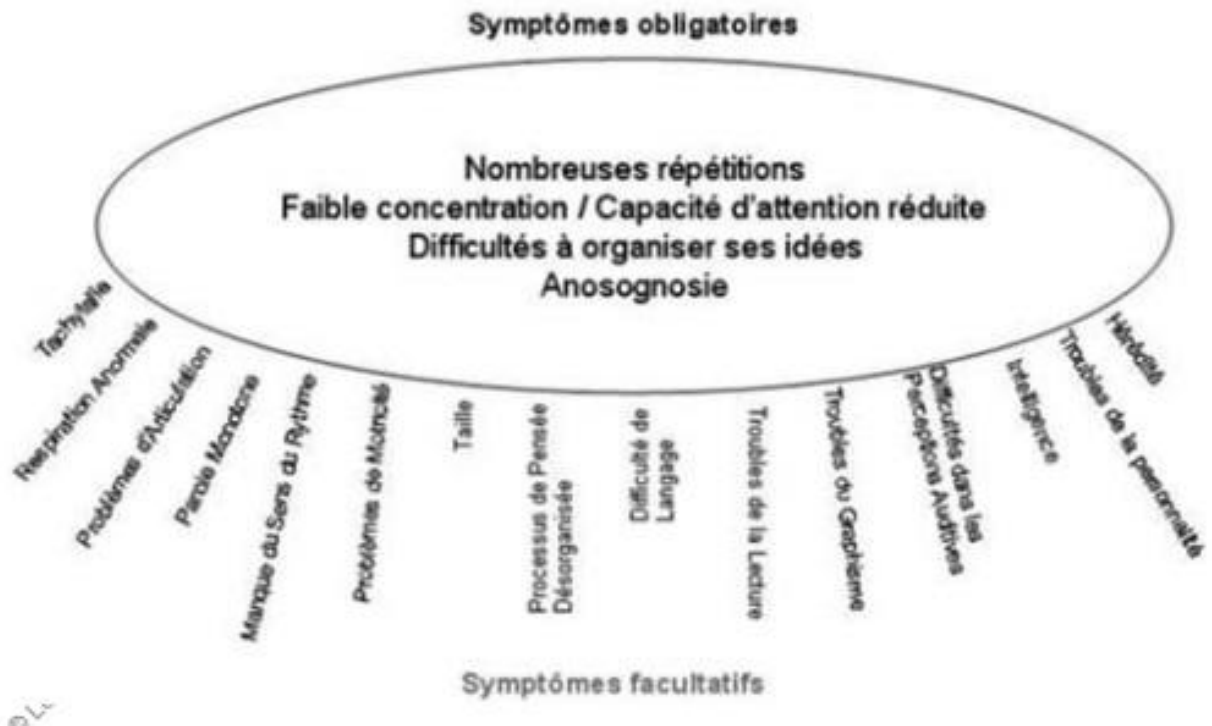 Symptômes obligatoires
Nombreuses répétitions
Faible concentration / Capacité d'attention réduite
Difficultés à organiser ses idées
Anosognosie
Tachylalie
Respiration Anormale
Problèmes d'Articulation
Parole Monotone
Manque du Sens du Rythme
Problèmes de Motricité
Taille
Processus de Pensée
Désorganisée
Difficulté de
Langage
Troubles de la Lecture
Troubles du Graphisme
Difficultés dans les
Perceptions Auditives
Intelligence
Troubles de la personnalité
Hérédité
Symptômes facultatifs